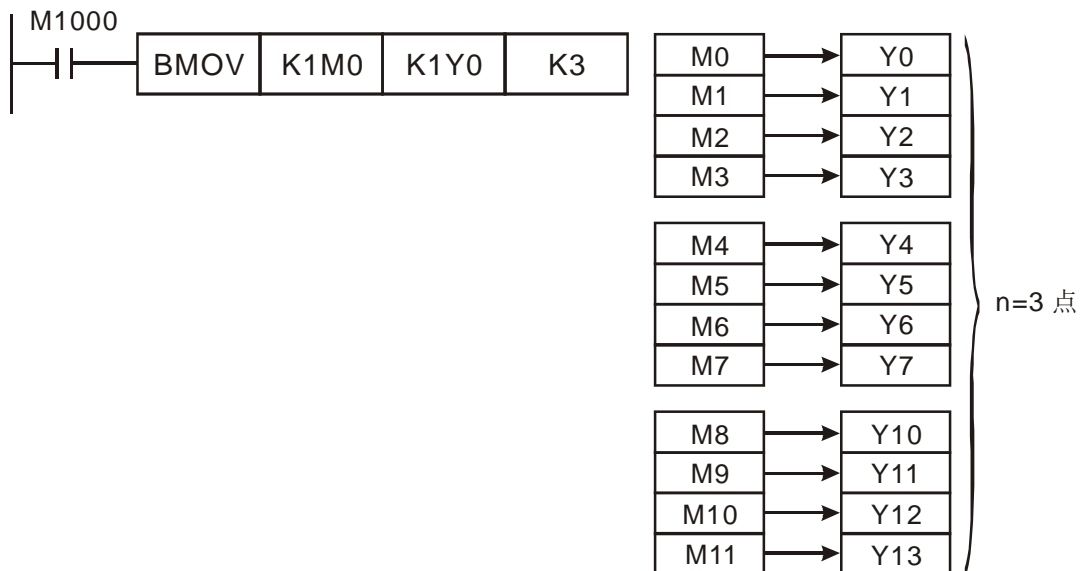 M1000
BMOV K1M0 K1Y0 K3
M0 Y0
M1 Y1
M2 Y2
M3 Y3
M4 Y4
M5 Y5
M6 Y6
M7 Y7
n=3 点
M8 Y10
M9 Y11
M10 Y12
M11 Y13